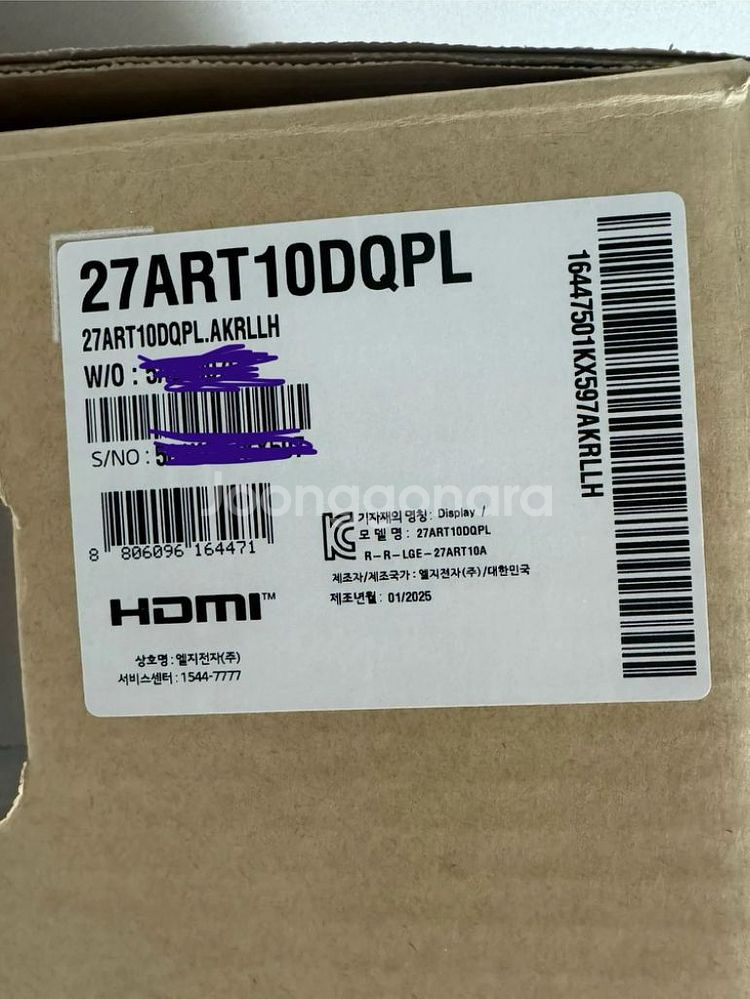 27ART10DQPL
27ART10DQPL.AKRLLH
W/O :
S/NO :
8 806096 164471
HDMI™
상호명 : 엘지전자(주)
서비스센터 : 1544-7777
기자재의 명칭 : Display /
모 델 명 : 27ART10DQPL
R-R-LGE-27ART10A
제조자/제조국가 : 엘지전자(주)/대한민국
제조년월 : 01/2025
16447501KX597AKRLLH
Joonggonara